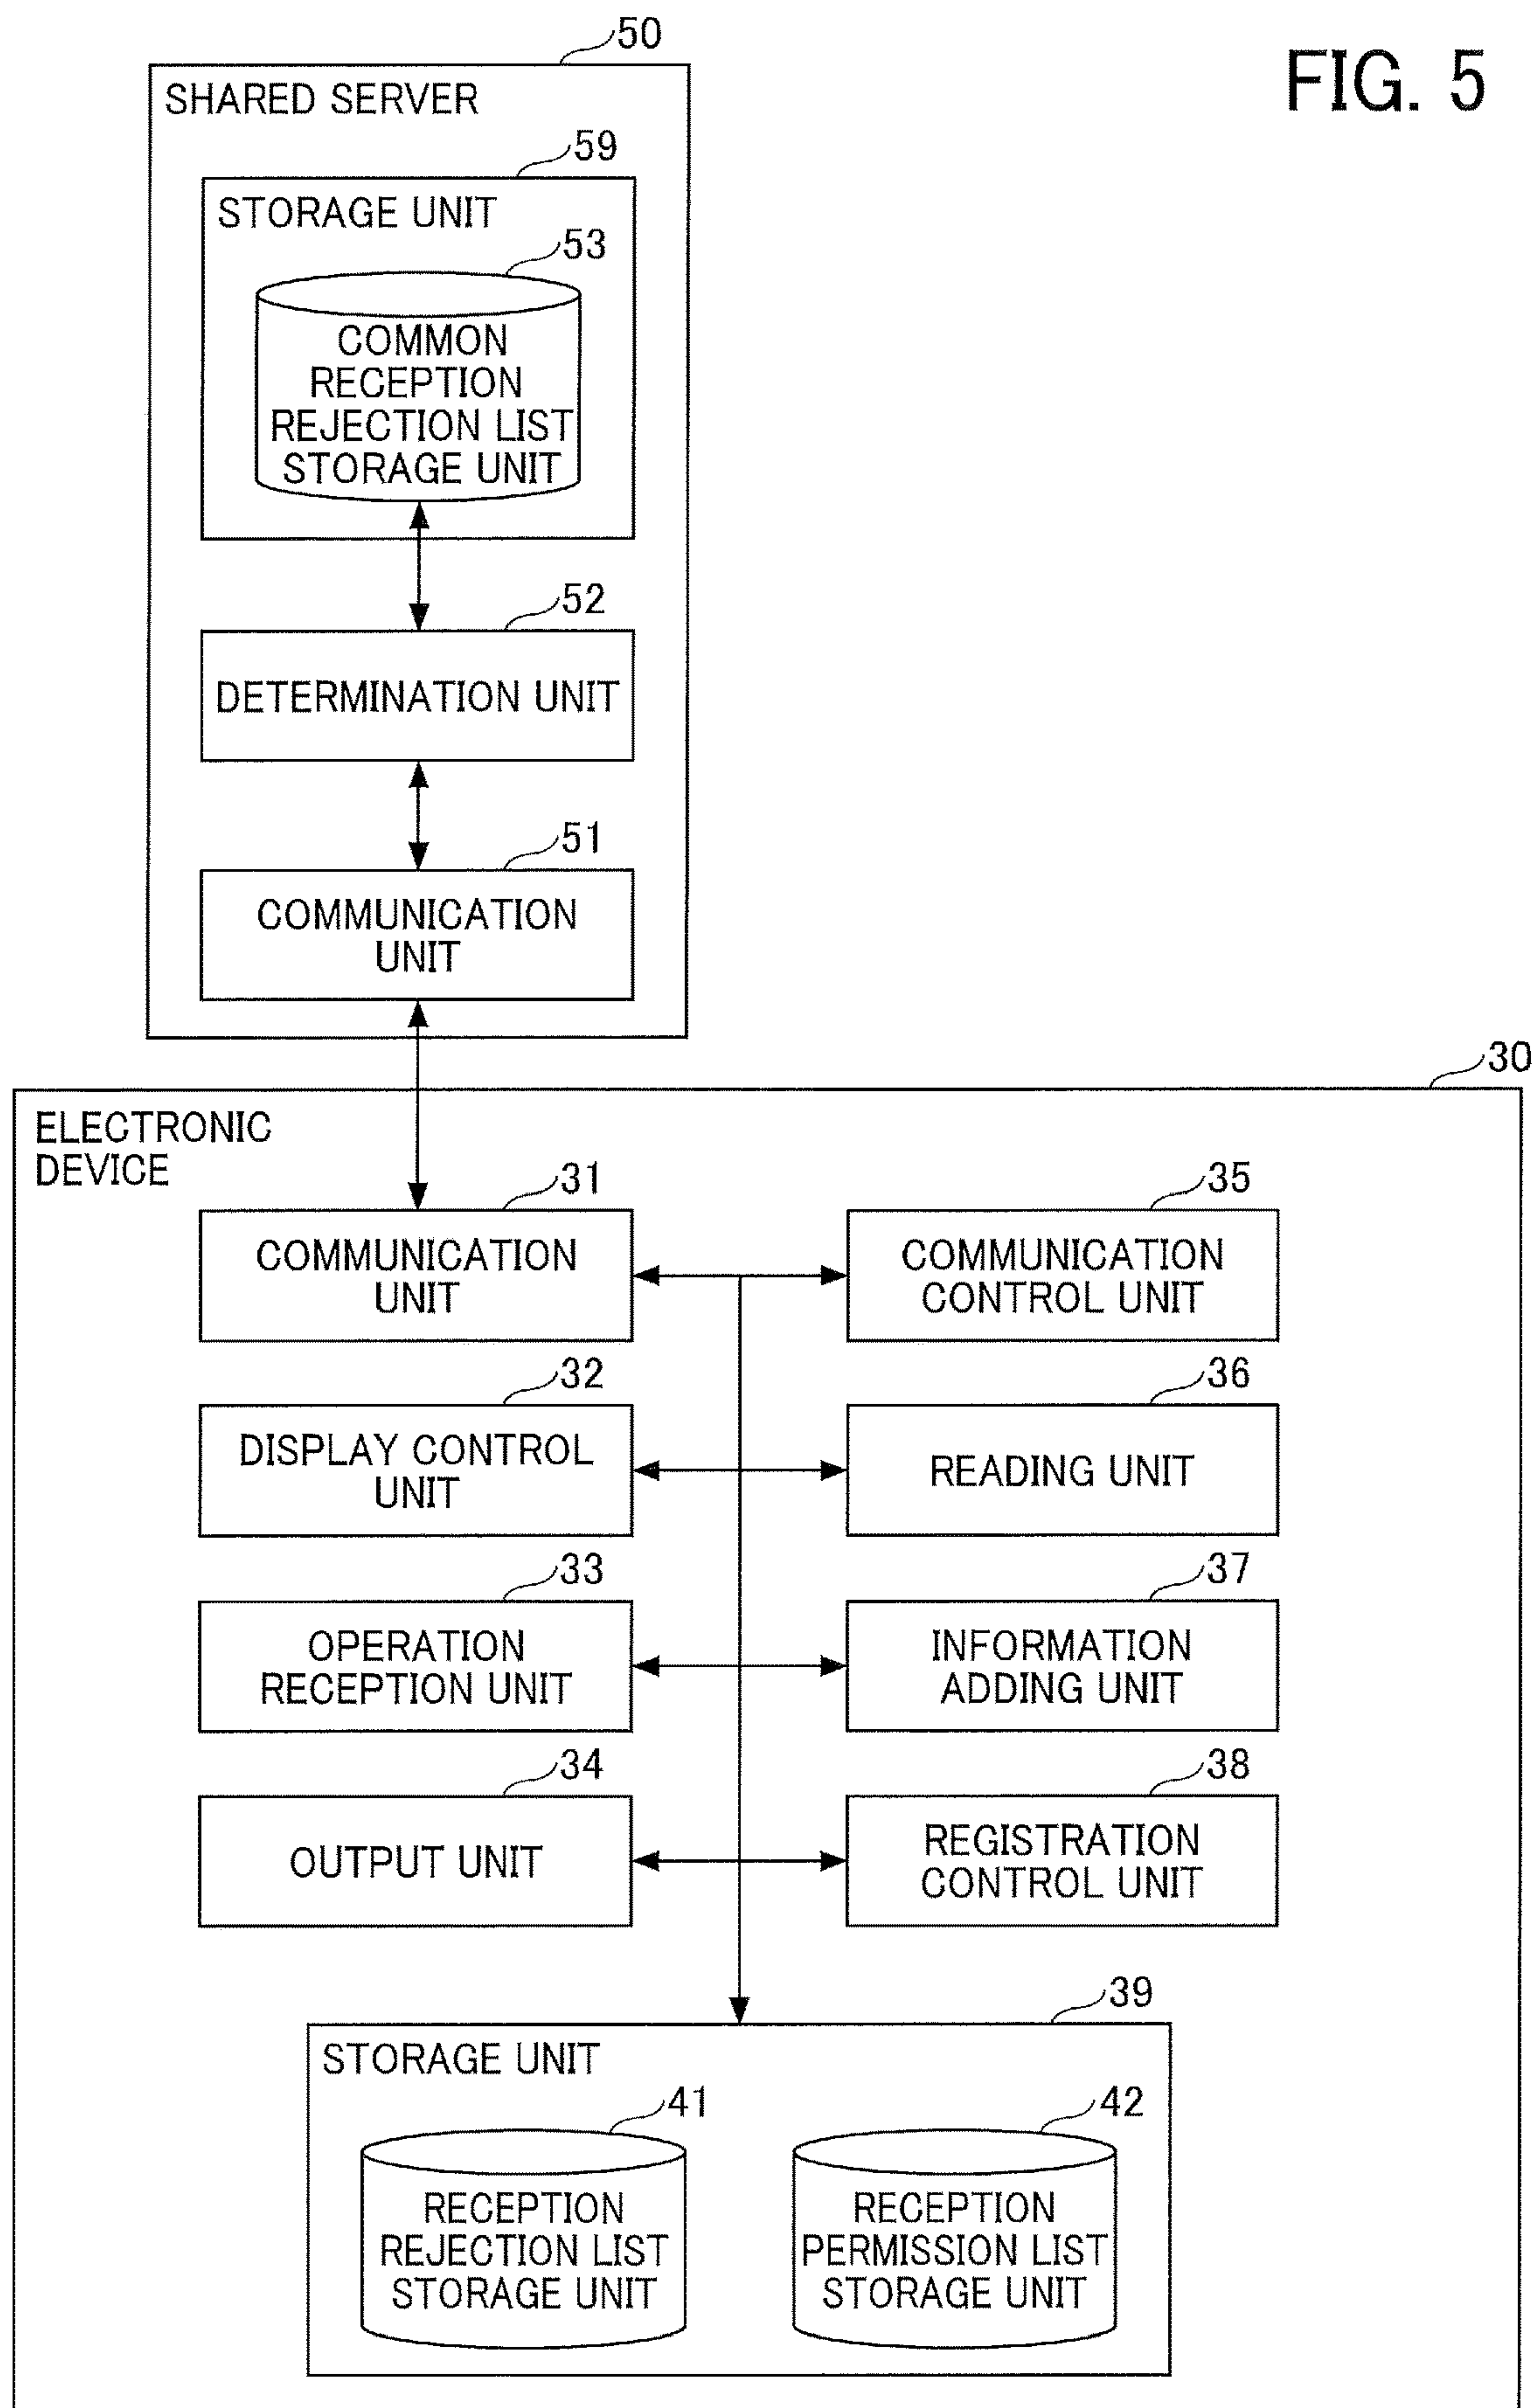 FIG. 5
50
SHARED SERVER
59
STORAGE UNIT
53
COMMON
RECEPTION
REJECTION LIST
STORAGE UNIT
52
DETERMINATION UNIT
51
COMMUNICATION
UNIT
30
ELECTRONIC
DEVICE
31
COMMUNICATION
UNIT
35
COMMUNICATION
CONTROL UNIT
32
DISPLAY CONTROL
UNIT
36
READING UNIT
33
OPERATION
RECEPTION UNIT
37
INFORMATION
ADDING UNIT
34
OUTPUT UNIT
38
REGISTRATION
CONTROL UNIT
39
STORAGE UNIT
41
RECEPTION
REJECTION LIST
STORAGE UNIT
42
RECEPTION
PERMISSION LIST
STORAGE UNIT